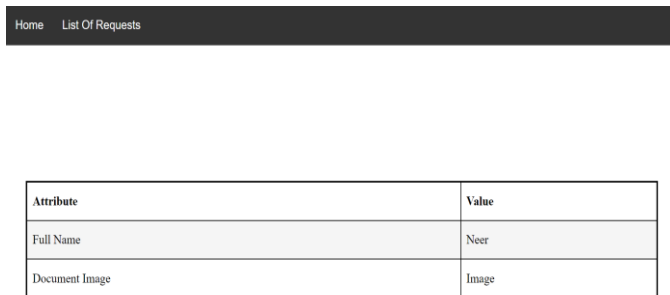 Home List Of Requests
Attribute Value
Full Name Neer
Document Image Image